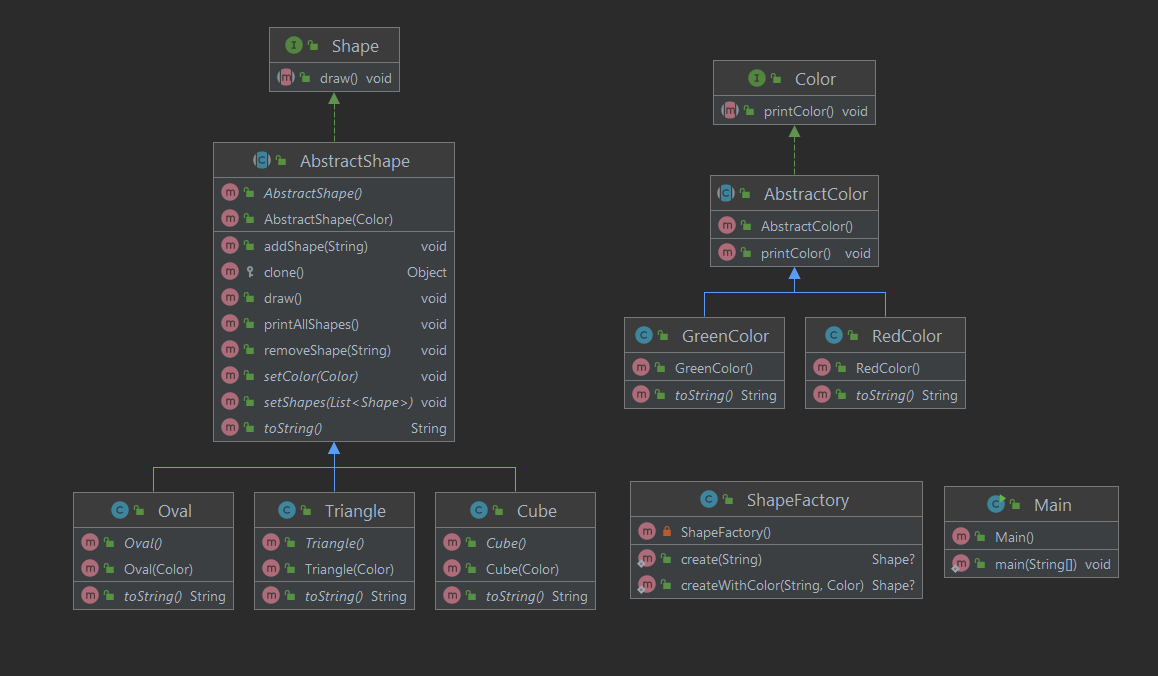 Shape
draw() void
AbstractShape
AbstractShape()
AbstractShape(Color)
addShape(String) void
clone() Object
draw() void
printAllShapes() void
removeShape(String) void
setColor(Color) void
setShapes(List<Shape>) void
toString() String
Oval
Oval()
Oval(Color)
toString() String
Triangle
Triangle()
Triangle(Color)
toString() String
Cube
Cube()
Cube(Color)
toString() String
Color
printColor() void
AbstractColor
AbstractColor()
printColor() void
GreenColor
GreenColor()
toString() String
RedColor
RedColor()
toString() String
ShapeFactory
ShapeFactory()
create(String) Shape?
createWithColor(String, Color) Shape?
Main
Main()
main(String[]) void